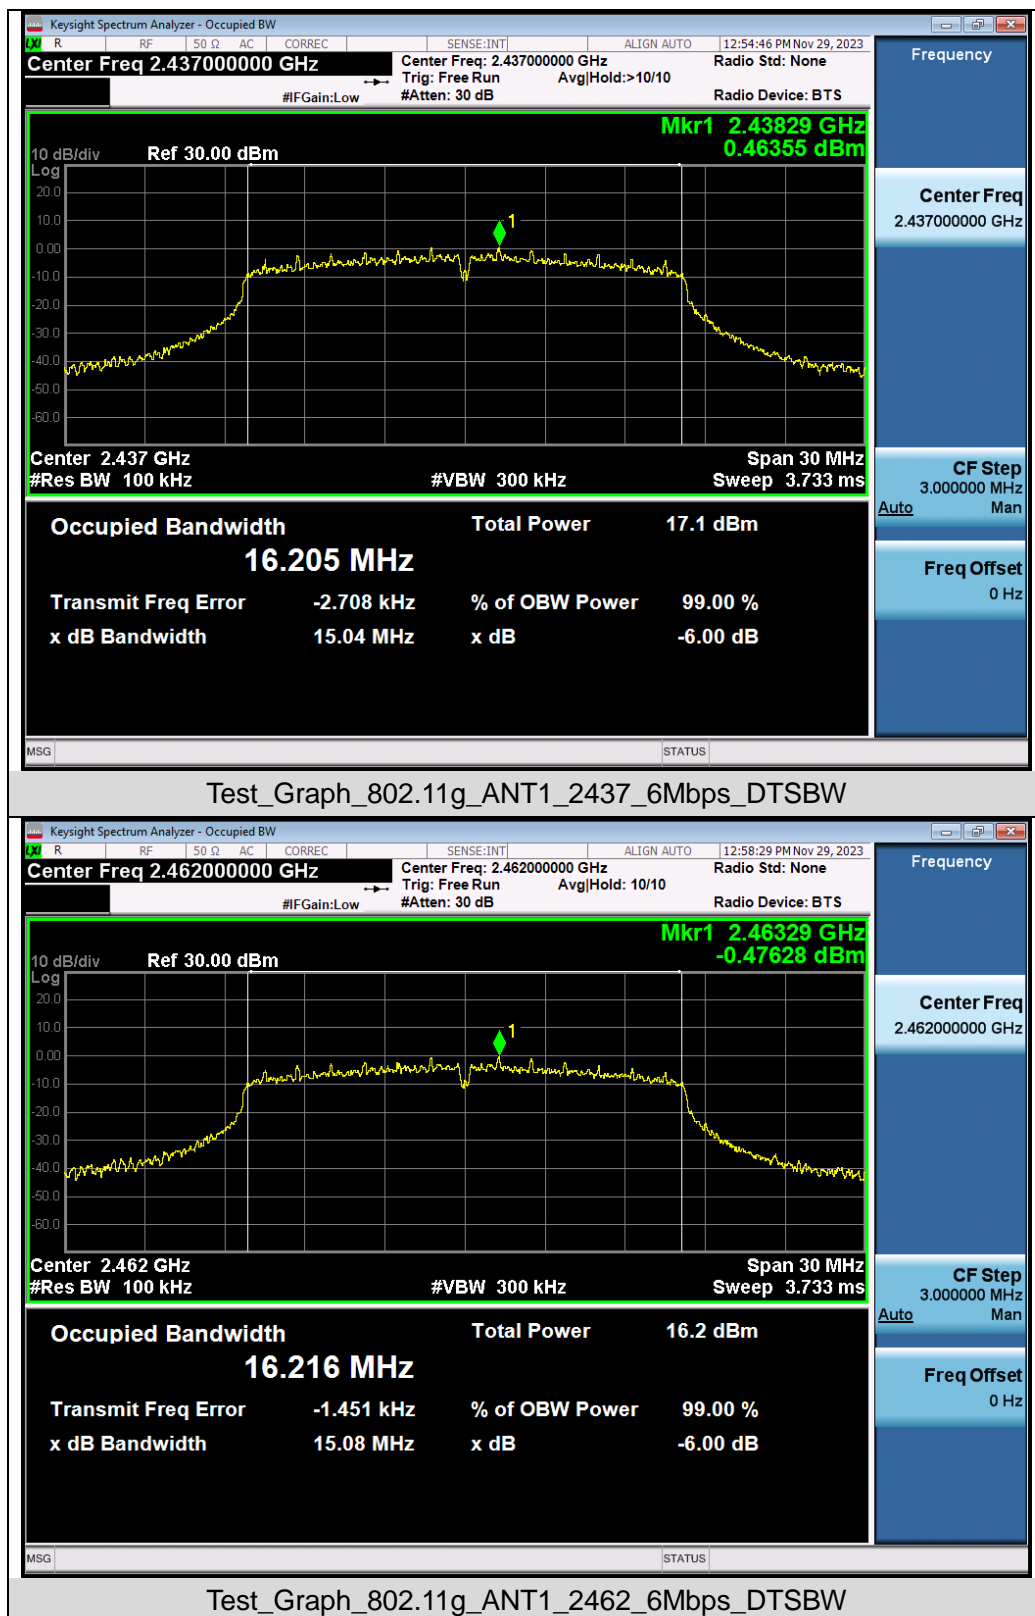 Keysight Spectrum Analyzer - Occupied BW
LXI R RF 50 Ω AC CORREC SENSE:INT ALIGN AUTO 12:54:46 PM Nov 29, 2023
Center Freq 2.437000000 GHz
Center Freq: 2.437000000 GHz Radio Std: None
Trig: Free Run Avg|Hold:>10/10
#IFGain:Low #Atten: 30 dB Radio Device: BTS
Mkr1 2.43829 GHz
0.46355 dBm
10 dB/div Ref 30.00 dBm
Log
20.0
10.0
0.00
-10.0
-20.0
-30.0
-40.0
-50.0
-60.0
1
Center 2.437 GHz Span 30 MHz
#Res BW 100 kHz #VBW 300 kHz Sweep 3.733 ms
Occupied Bandwidth Total Power 17.1 dBm
16.205 MHz
Transmit Freq Error -2.708 kHz % of OBW Power 99.00 %
x dB Bandwidth 15.04 MHz x dB -6.00 dB
Frequency
Center Freq
2.437000000 GHz
CF Step
3.000000 MHz
Auto Man
Freq Offset
0 Hz
MSG STATUS
Test_Graph_802.11g_ANT1_2437_6Mbps_DTSBW
Keysight Spectrum Analyzer - Occupied BW
LXI R RF 50 Ω AC CORREC SENSE:INT ALIGN AUTO 12:58:29 PM Nov 29, 2023
Center Freq 2.462000000 GHz
Center Freq: 2.462000000 GHz Radio Std: None
Trig: Free Run Avg|Hold: 10/10
#IFGain:Low #Atten: 30 dB Radio Device: BTS
Mkr1 2.46329 GHz
-0.47628 dBm
10 dB/div Ref 30.00 dBm
Log
20.0
10.0
0.00
-10.0
-20.0
-30.0
-40.0
-50.0
-60.0
1
Center 2.462 GHz Span 30 MHz
#Res BW 100 kHz #VBW 300 kHz Sweep 3.733 ms
Occupied Bandwidth Total Power 16.2 dBm
16.216 MHz
Transmit Freq Error -1.451 kHz % of OBW Power 99.00 %
x dB Bandwidth 15.08 MHz x dB -6.00 dB
Frequency
Center Freq
2.462000000 GHz
CF Step
3.000000 MHz
Auto Man
Freq Offset
0 Hz
MSG STATUS
Test_Graph_802.11g_ANT1_2462_6Mbps_DTSBW